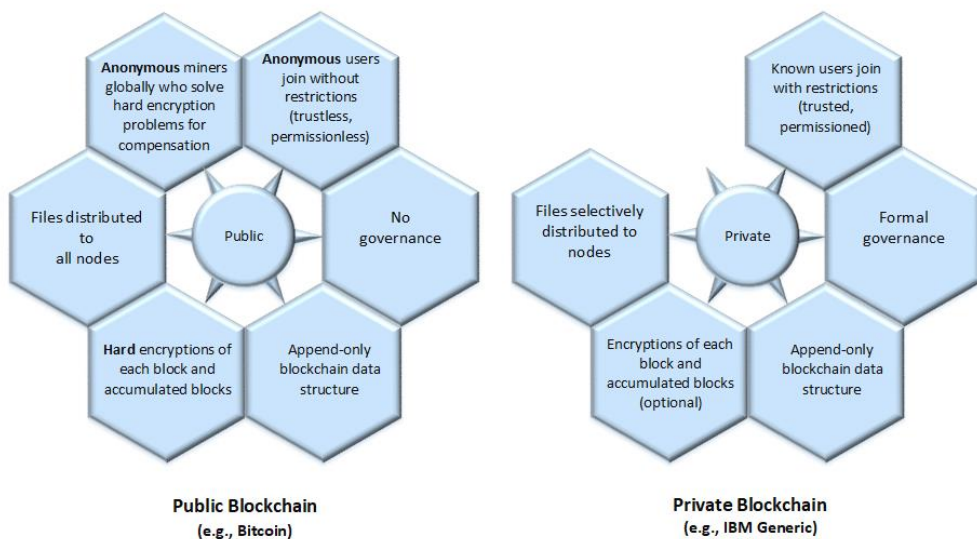 Anonymous miners
globally who solve
hard encryption
problems for
compensation
Anonymous users
join without
restrictions
(trustless,
permissionless)
Files distributed
to
all nodes
Public
No
governance
Hard encryptions of
each block and
accumulated blocks
Append-only
blockchain data
structure
Public Blockchain
(e.g., Bitcoin)
Known users join
with restrictions
(trusted,
permissioned)
Files selectively
distributed to
nodes
Private
Formal
governance
Encryptions of each
block and
accumulated blocks
(optional)
Append-only
blockchain data
structure
Private Blockchain
(e.g., IBM Generic)